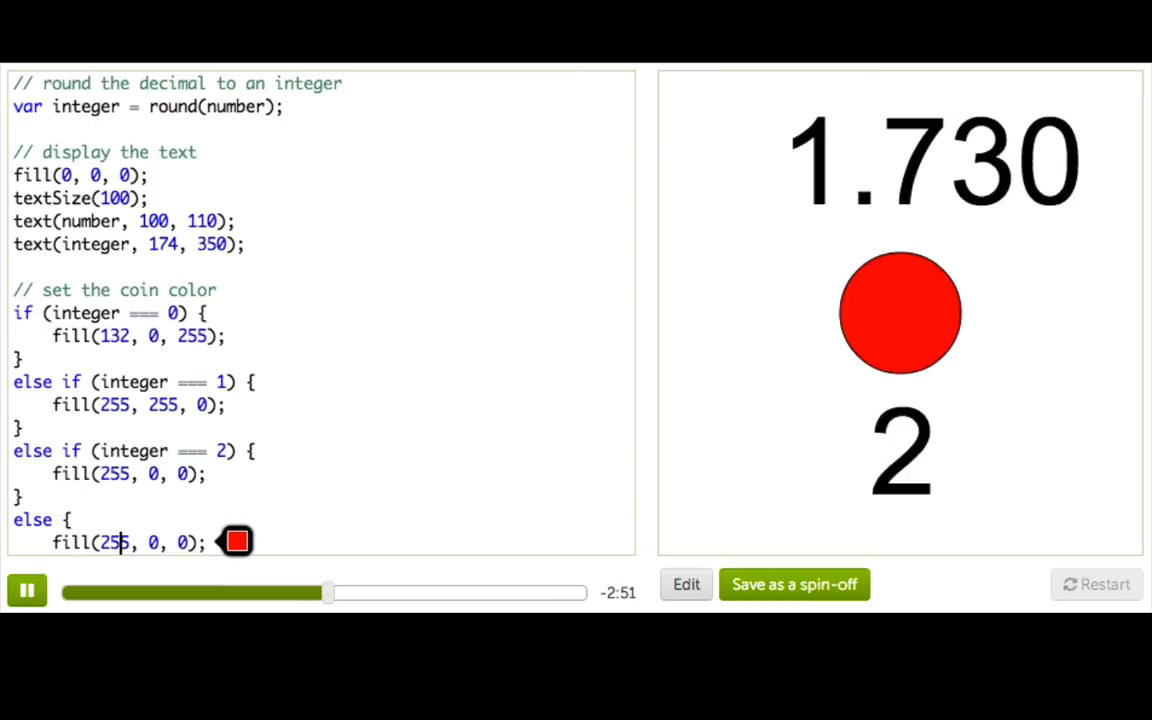 // round the decimal to an integer
var integer = round(number);
// display the text
fill(0, 0, 0);
textSize(100);
text(number, 100, 110);
text(integer, 174, 350);
// set the coin color
if (integer === 0) {
    fill(132, 0, 255);
}
else if (integer === 1) {
    fill(255, 255, 0);
}
else if (integer === 2) {
    fill(255, 0, 0);
}
else {
    fill(255, 0, 0);
1.730
2
-2:51
Edit
Save as a spin-off
Restart